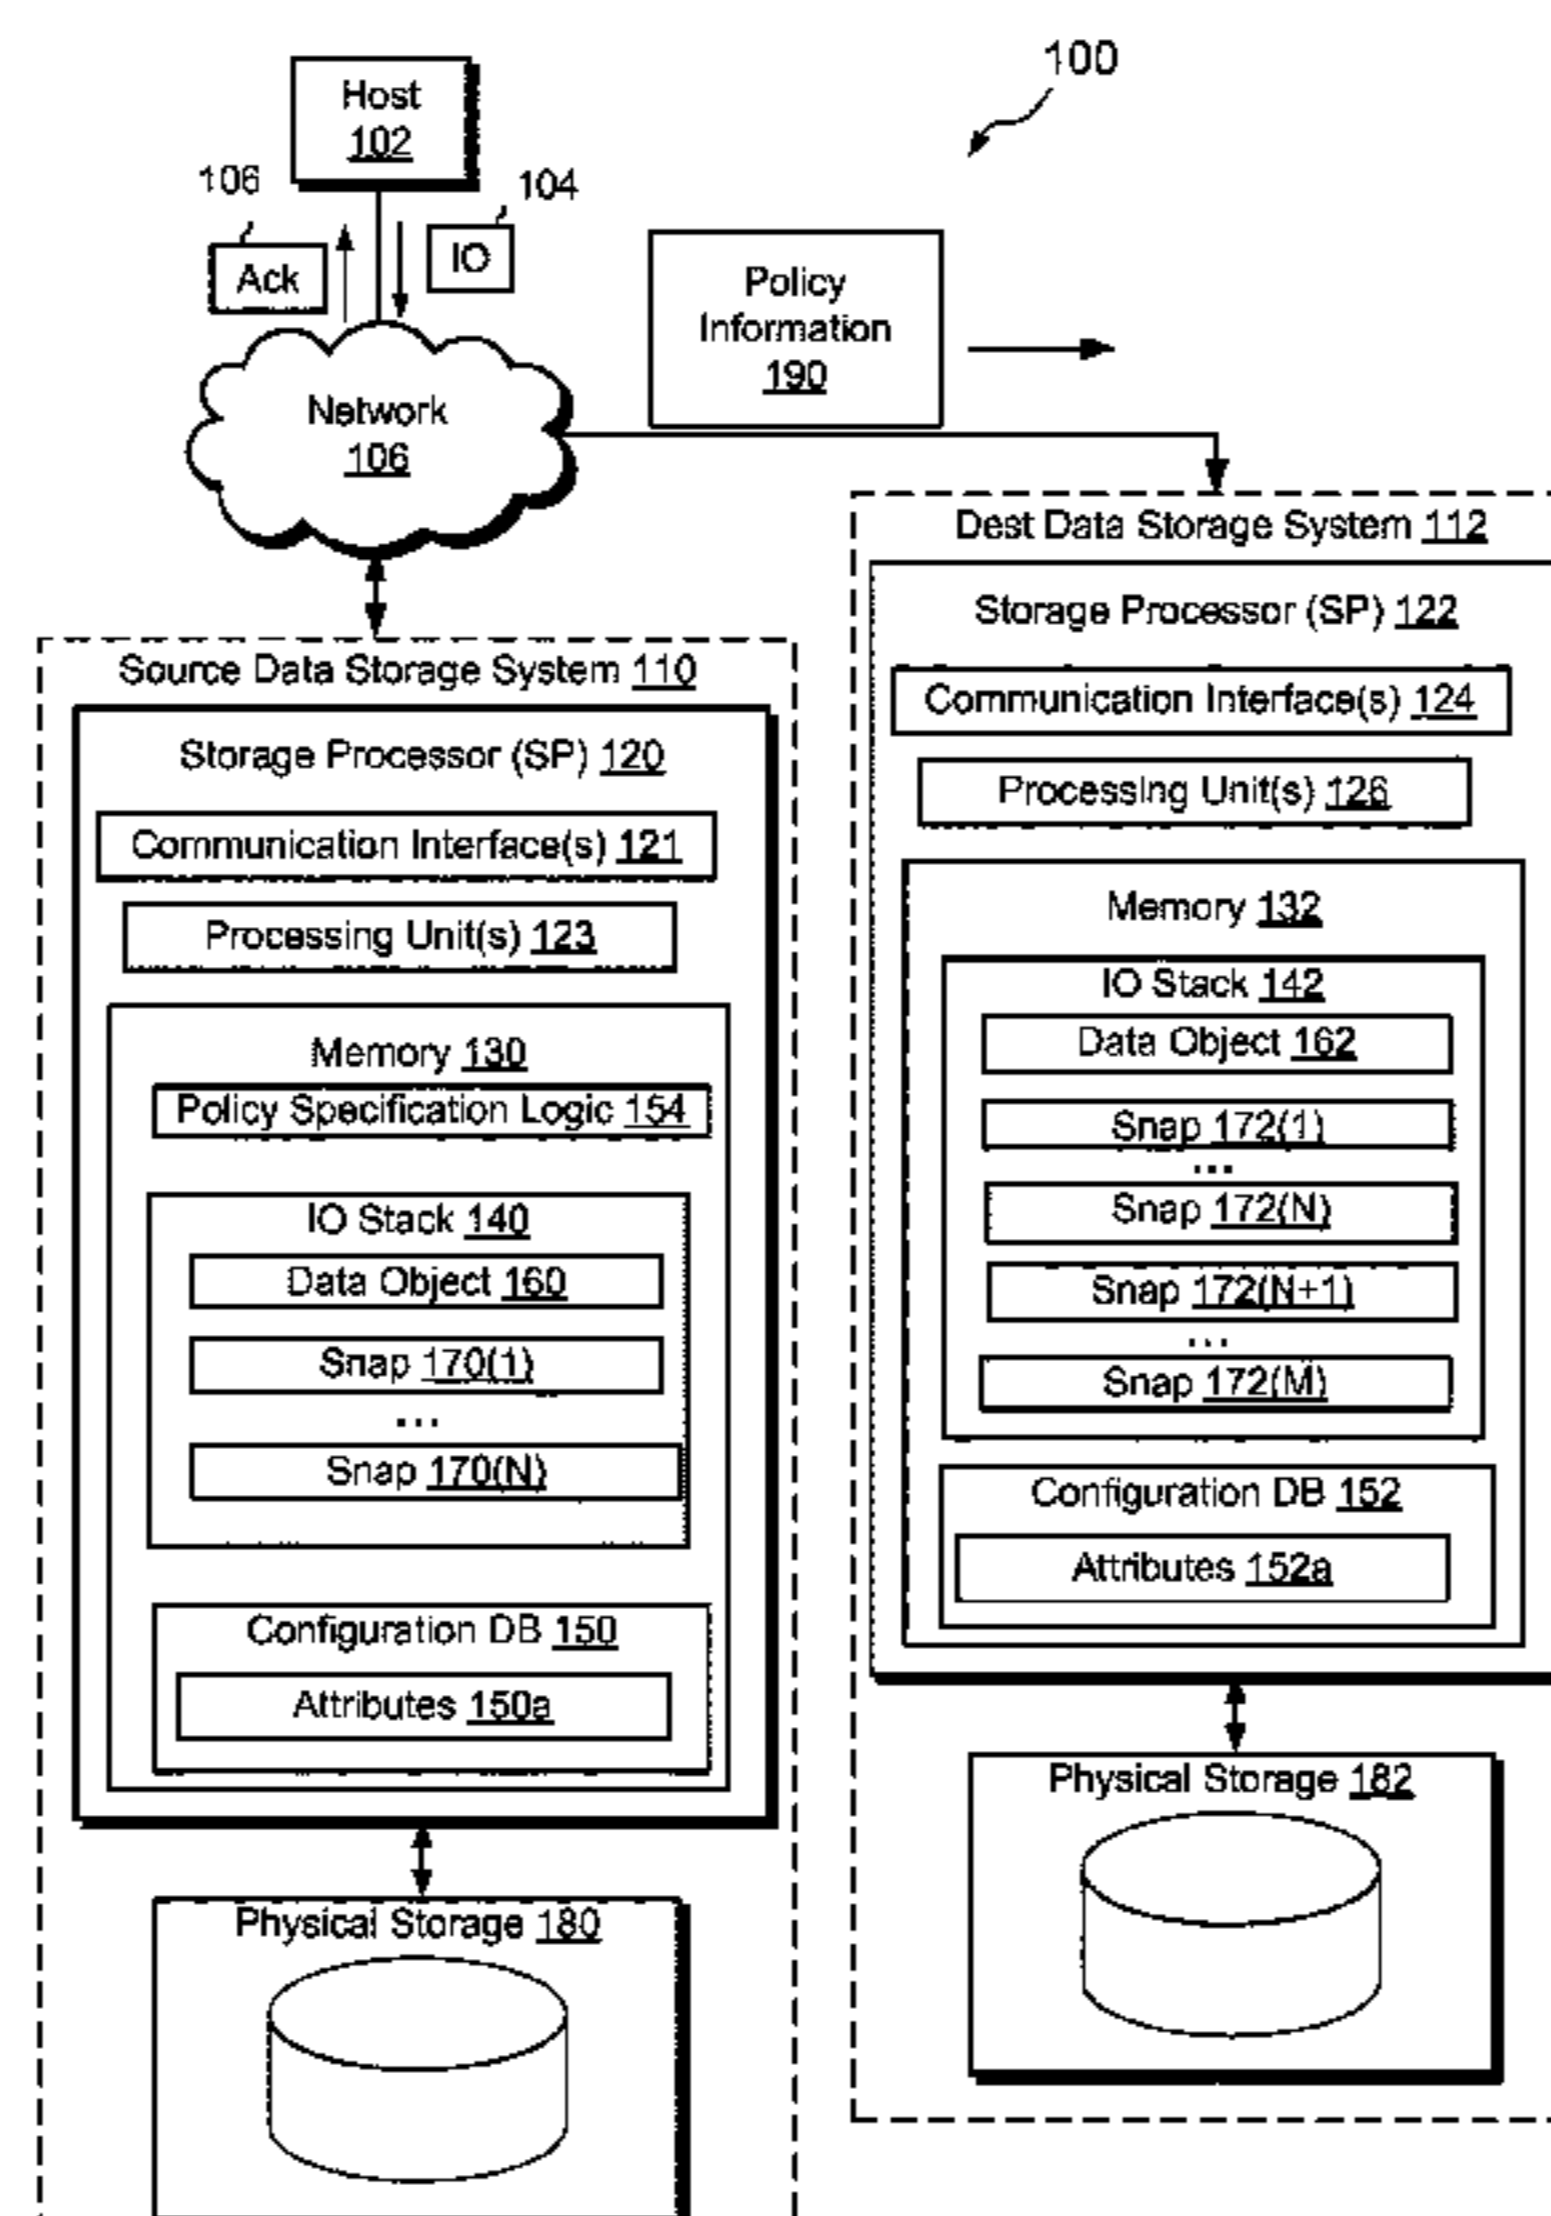 100
Host
102
106
104
Ack
IO
Policy
Information
190
Network
106
Dest Data Storage System 112
Storage Processor (SP) 122
Communication Interface(s) 124
Processing Unit(s) 126
Memory 132
IO Stack 142
Data Object 162
Snap 172(1)
...
Snap 172(N)
Snap 172(N+1)
...
Snap 172(M)
Configuration DB 152
Attributes 152a
Physical Storage 182
Source Data Storage System 110
Storage Processor (SP) 120
Communication Interface(s) 121
Processing Unit(s) 123
Memory 130
Policy Specification Logic 154
IO Stack 140
Data Object 160
Snap 170(1)
...
Snap 170(N)
Configuration DB 150
Attributes 150a
Physical Storage 180